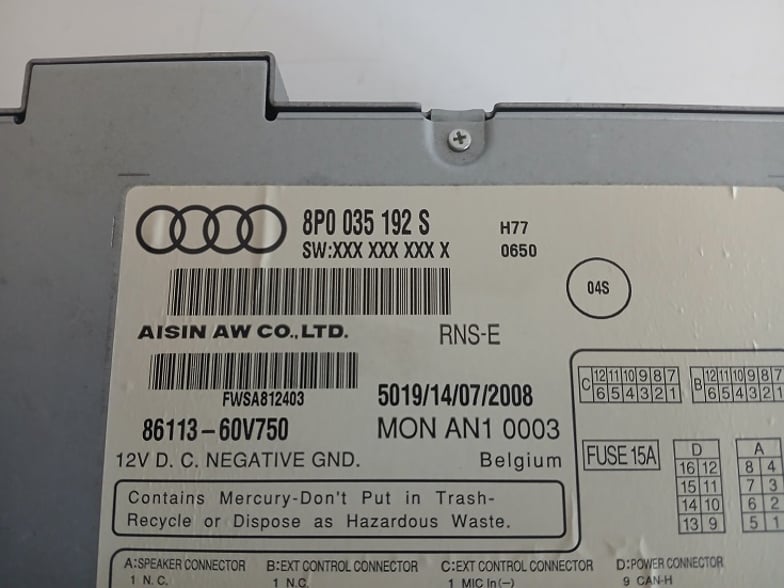 8P0 035 192 S
H77
SW:XXX XXX XXX X
0650
04S
AISIN AW CO.,LTD.
RNS-E
FWSA812403
5019/14/07/2008
86113-60V750
MON AN1 0003
12V D. C. NEGATIVE GND.
Belgium
C 12 11 10 9 8 7
6 5 4 3 2 1
B 12 11 10 9 8 7
6 5 4 3 2 1
FUSE 15A
D
16 12
15 11
14 10
13 9
A
8 4
7 3
6 2
5 1
Contains Mercury-Don't Put in Trash-
Recycle or Dispose as Hazardous Waste.
A:SPEAKER CONNECTOR
B:EXT CONTROL CONNECTOR
C:EXT CONTROL CONNECTOR
D:POWER CONNECTOR
1 N. C.
1 N.C.
1 MIC In(-)
9 CAN-H